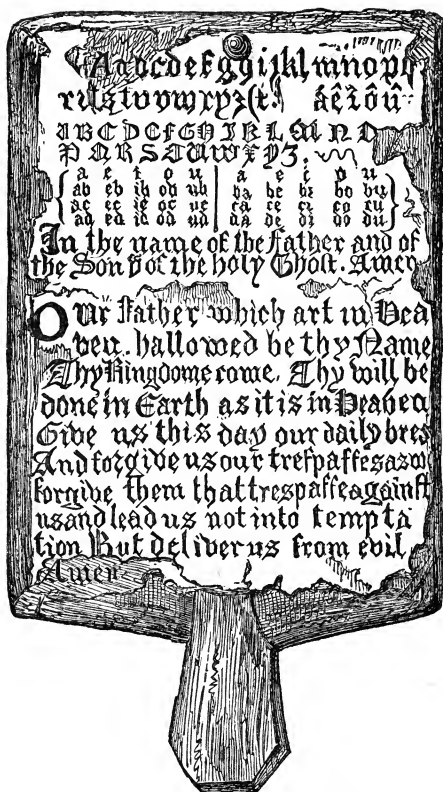 Aabcdefggijklmnopq
rſstuvvwxyz(&. áêîôû
ABCDEFGHIKLMNO
PQRSTUWXYZ.
a e i o u | a e i o u
ab eb ib ob ub | ba be bi bo bu
ac ec ic oc uc | ca ce ci co cu
ad ed id od ud | da de di do du
In the name of the father and of
the Son & of the holy Ghost. Amen
Our Father which art in Hea
ven. hallowed be thy Name
Thy Kingdome come, Thy will be
done in Earth as it is in Heaven
Give us this day our daily bred
And forgive us our treſpaſſes as we
forgive them that trespaſſe againſt
us and lead us not into tempta
tion But deliver us from evil
Amen.